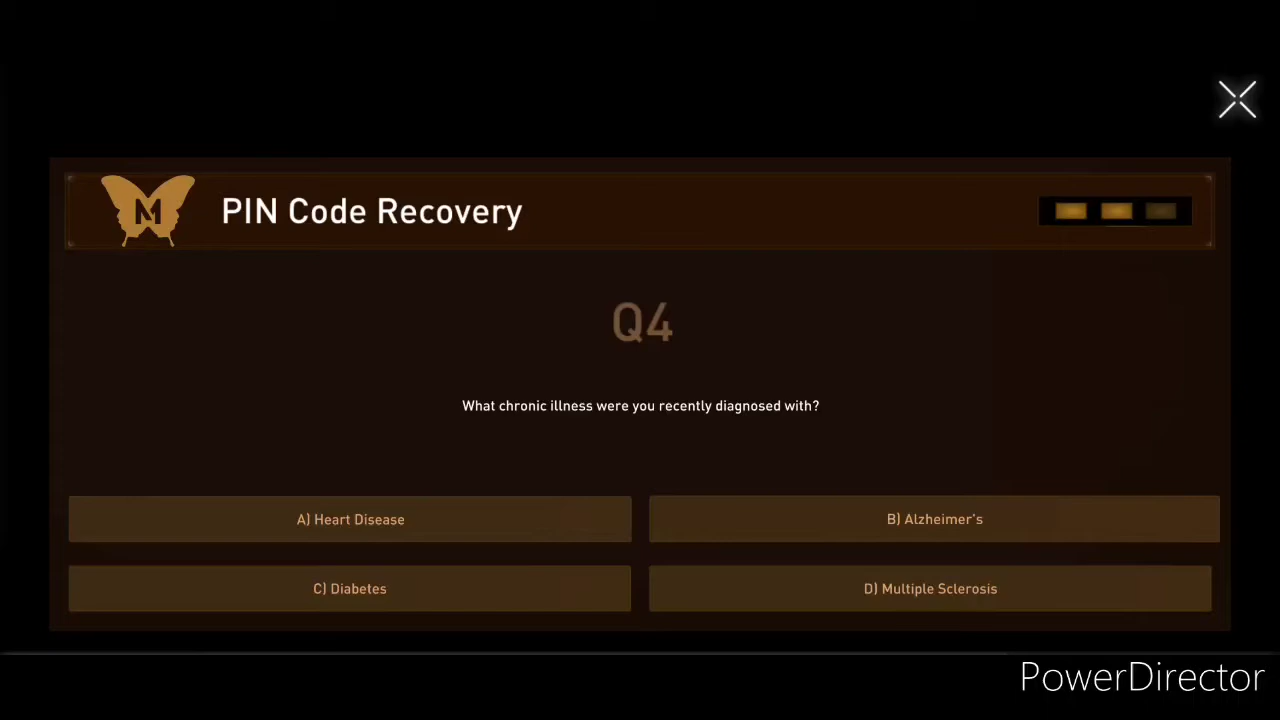 M
PIN Code Recovery
Q4
What chronic illness were you recently diagnosed with?
A) Heart Disease
B) Alzheimer's
C) Diabetes
D) Multiple Sclerosis
PowerDirector